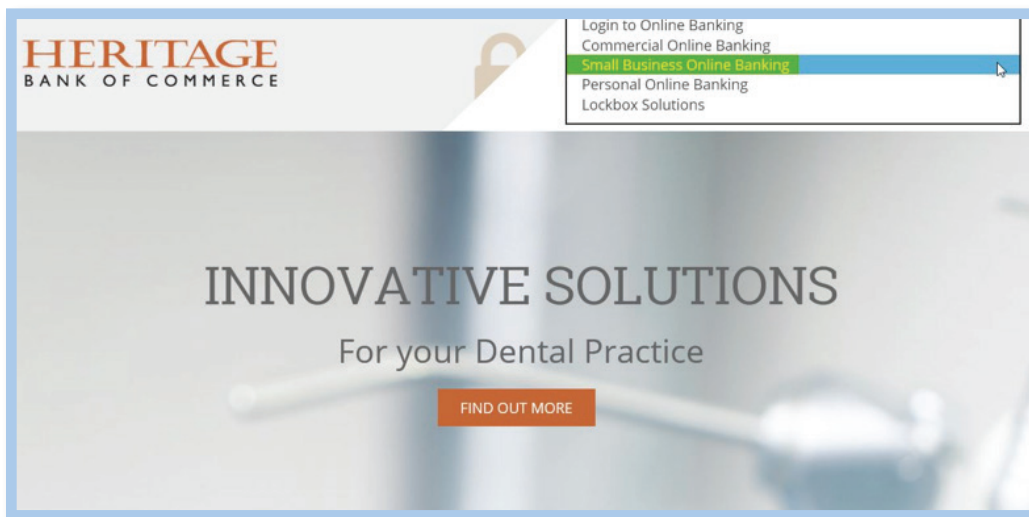 HERITAGE
BANK OF COMMERCE
Login to Online Banking
Commercial Online Banking
Small Business Online Banking
Personal Online Banking
Lockbox Solutions
INNOVATIVE SOLUTIONS
For your Dental Practice
FIND OUT MORE